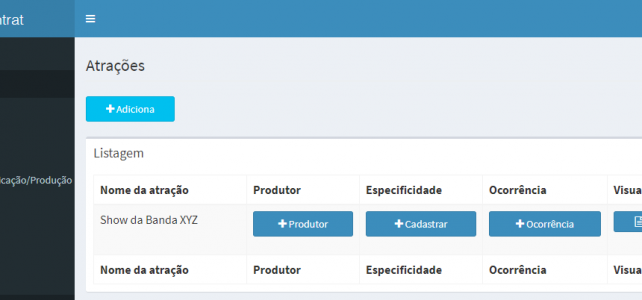 ntrat
Atrações
Adiciona
Listagem
icação/Produção
Nome da atração Produtor Especificidade Ocorrência Visua
Show da Banda XYZ Produtor Cadastrar Ocorrência
Nome da atração Produtor Especificidade Ocorrência Visua